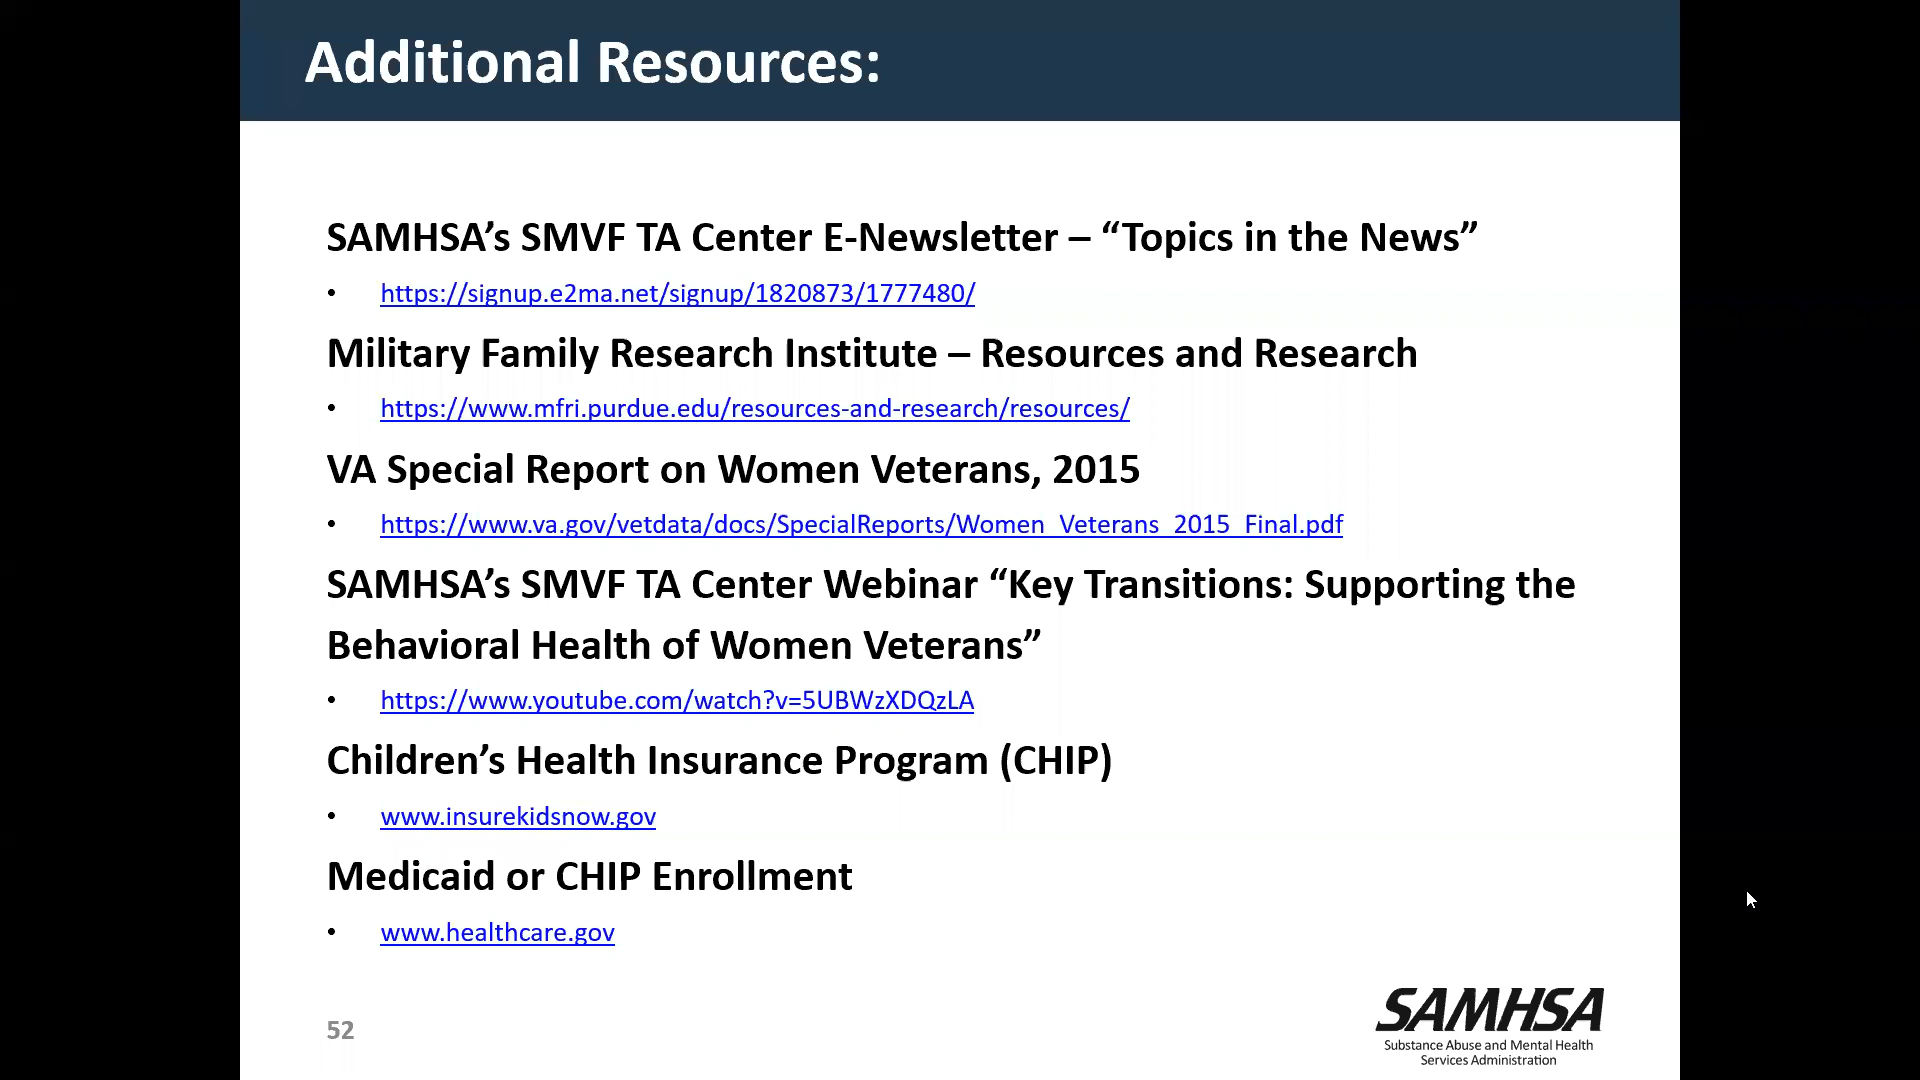 Additional Resources:
SAMHSA’s SMVF TA Center E-Newsletter – “Topics in the News”
• https://signup.e2ma.net/signup/1820873/1777480/
Military Family Research Institute – Resources and Research
• https://www.mfri.purdue.edu/resources-and-research/resources/
VA Special Report on Women Veterans, 2015
• https://www.va.gov/vetdata/docs/SpecialReports/Women_Veterans_2015_Final.pdf
SAMHSA’s SMVF TA Center Webinar “Key Transitions: Supporting the
Behavioral Health of Women Veterans”
• https://www.youtube.com/watch?v=5UBWzXDQzLA
Children’s Health Insurance Program (CHIP)
• www.insurekidsnow.gov
Medicaid or CHIP Enrollment
• www.healthcare.gov
52
SAMHSA
Substance Abuse and Mental Health
Services Administration